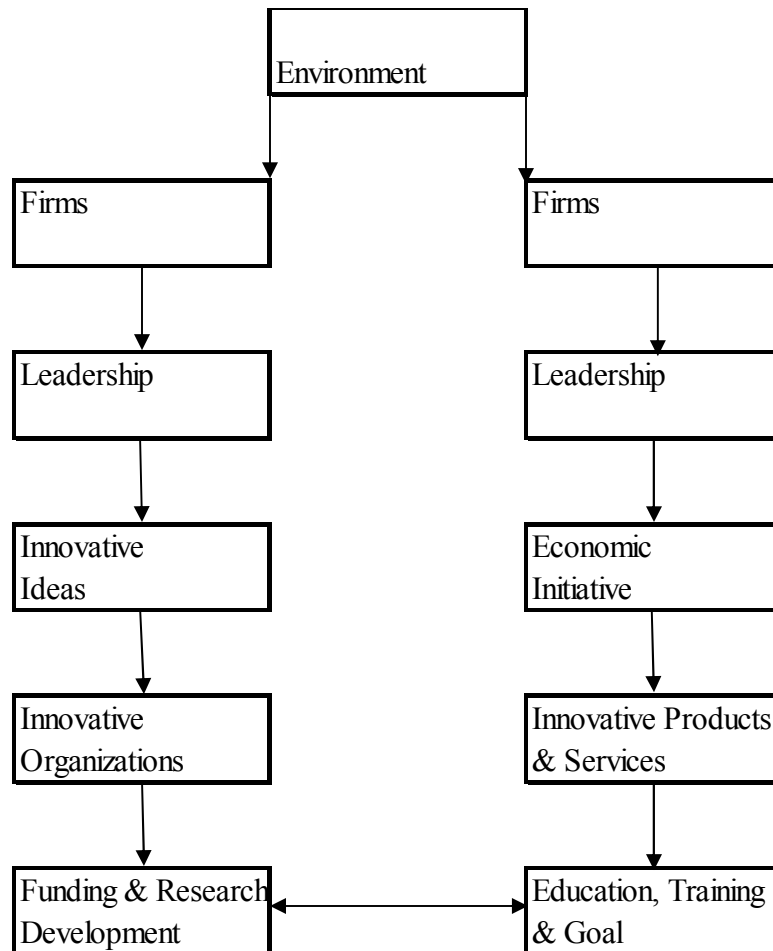 Environment
Firms
Firms
Leadership
Leadership
Innovative
Ideas
Economic
Initiative
Innovative
Organizations
Innovative Products
& Services
Funding & Research
Development
Education, Training
& Goal